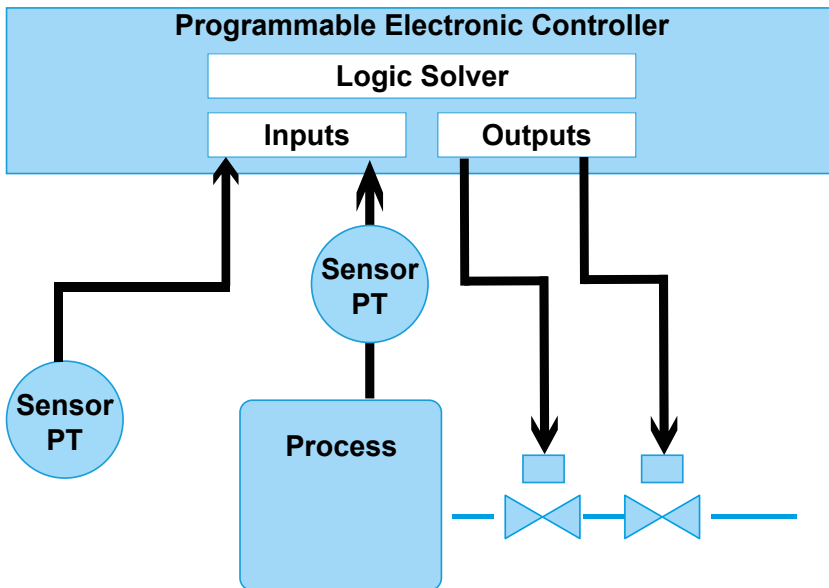 Programmable Electronic Controller
Logic Solver
Inputs
Outputs
Sensor
PT
Sensor
PT
Process